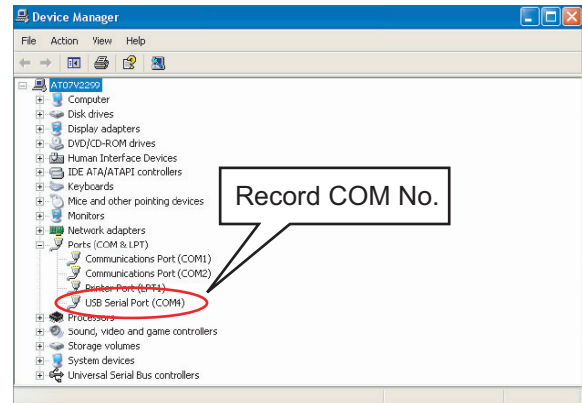 Device Manager
File Action View Help
AT07V2299
Computer
Disk drives
Display adapters
DVD/CD-ROM drives
Human Interface Devices
IDE ATA/ATAPI controllers
Keyboards
Mice and other pointing devices
Monitors
Network adapters
Ports (COM & LPT)
Communications Port (COM1)
Communications Port (COM2)
Printer Port (LPT1)
USB Serial Port (COM4)
Processors
Sound, video and game controllers
Storage volumes
System devices
Universal Serial Bus controllers
Record COM No.